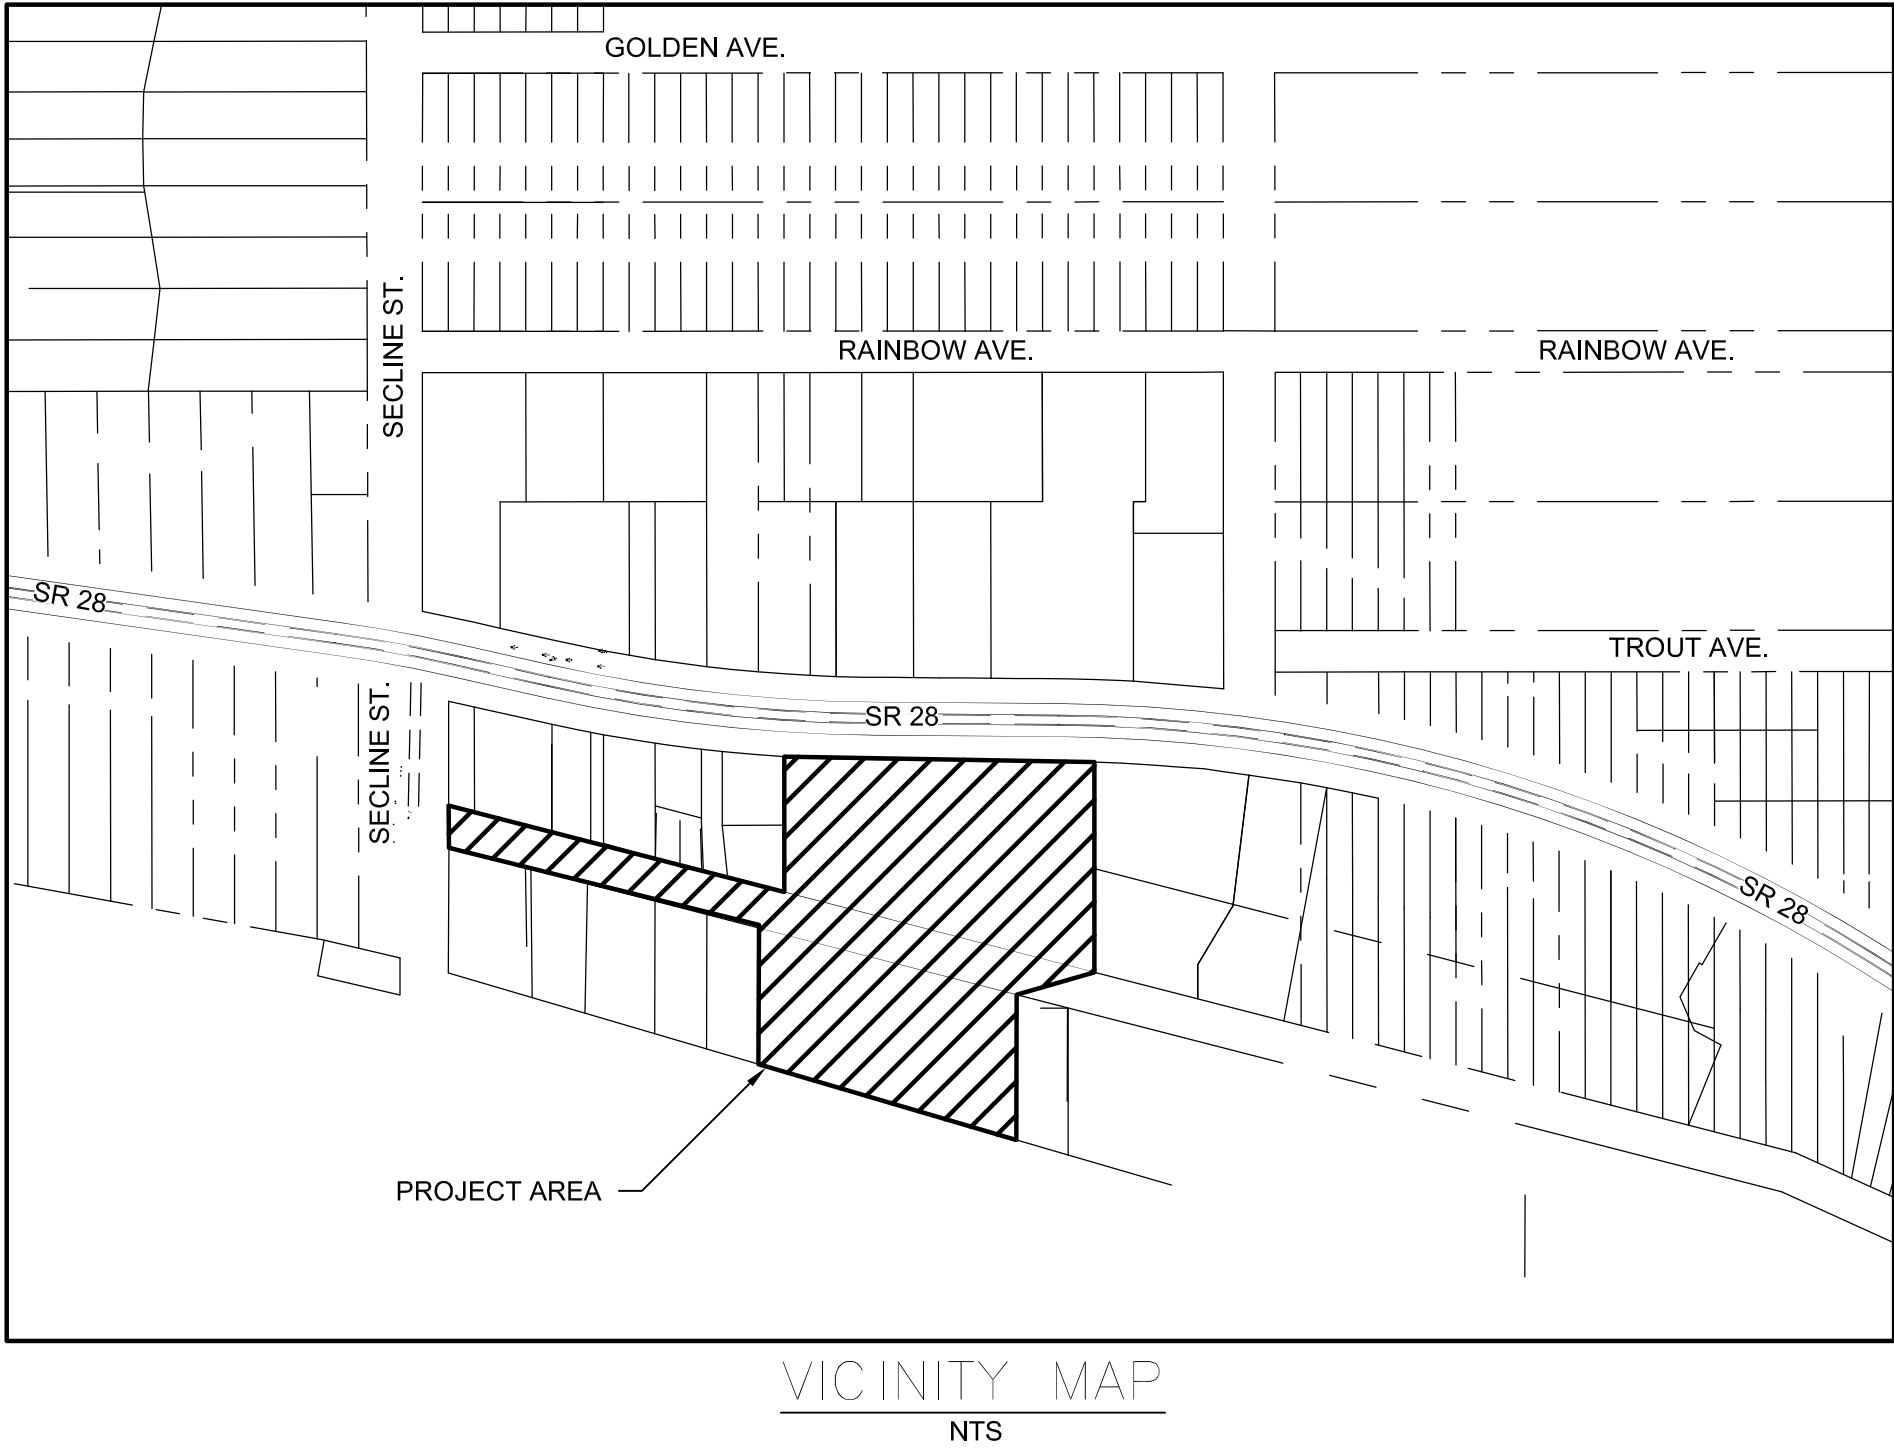 GOLDEN AVE.
SECLINE ST.
RAINBOW AVE.
RAINBOW AVE.
SR 28
TROUT AVE.
SECLINE ST.
SR 28
SR 28
PROJECT AREA
VICINITY MAP
NTS